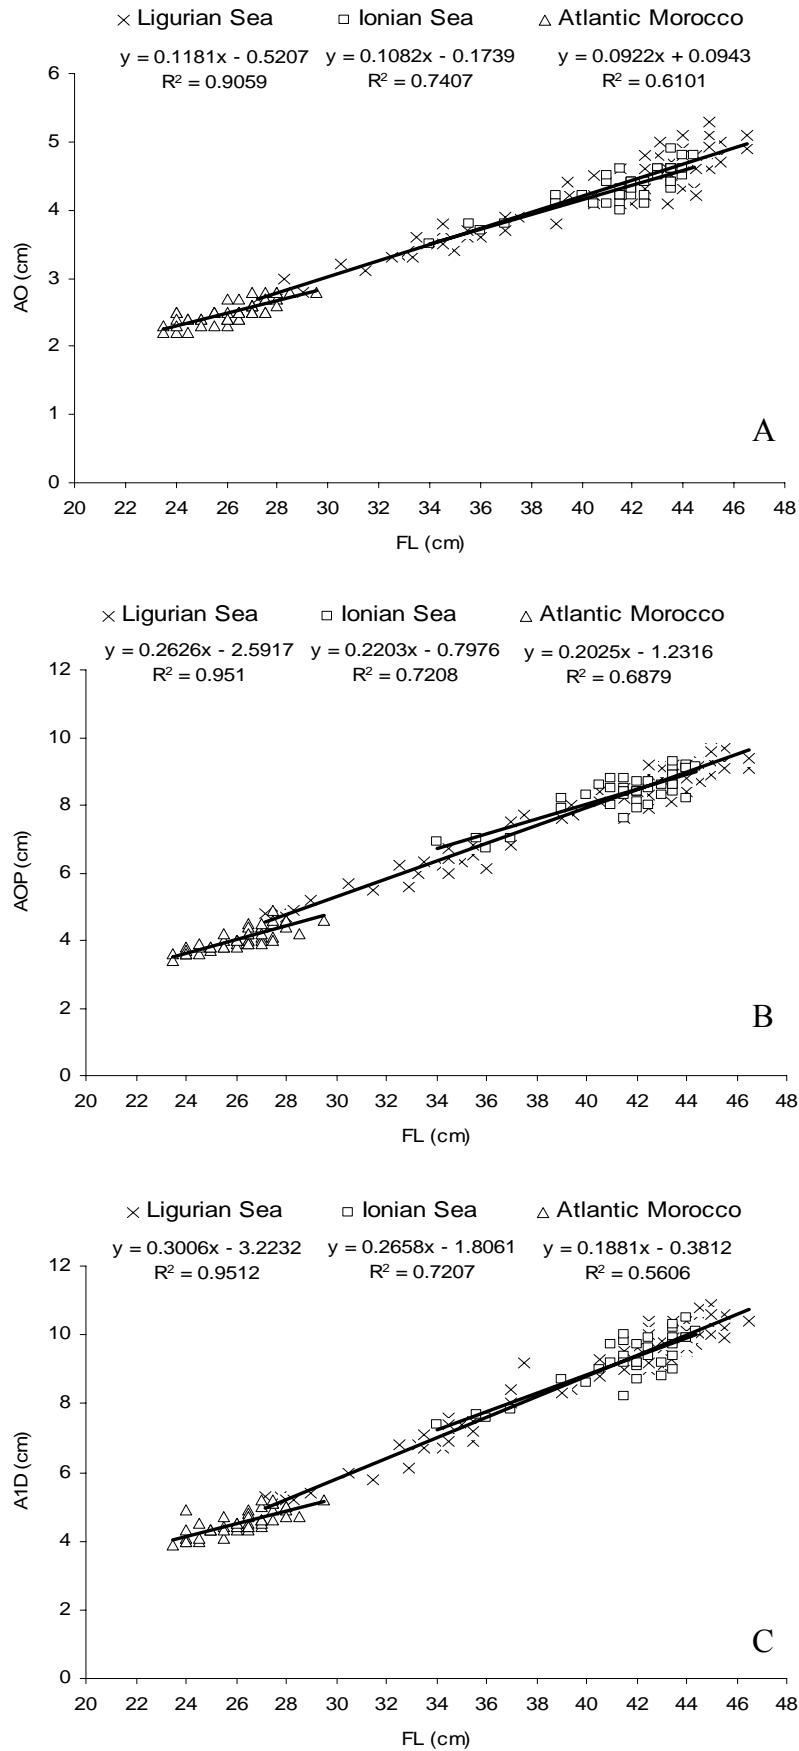 Ligurian Sea Ionian Sea Atlantic Morocco
y = 0.1181x - 0.5207 y = 0.1082x - 0.1739 y = 0.0922x + 0.0943
R² = 0.9059 R² = 0.7407 R² = 0.6101
6
5
4
3
2
1
0
AO (cm)
A
20 22 24 26 28 30 32 34 36 38 40 42 44 46 48
FL (cm)
Ligurian Sea Ionian Sea Atlantic Morocco
y = 0.2626x - 2.5917 y = 0.2203x - 0.7976 y = 0.2025x - 1.2316
R² = 0.951 R² = 0.7208 R² = 0.6879
12
10
8
6
4
2
0
AOP (cm)
B
20 22 24 26 28 30 32 34 36 38 40 42 44 46 48
FL (cm)
Ligurian Sea Ionian Sea Atlantic Morocco
y = 0.3006x - 3.2232 y = 0.2658x - 1.8061 y = 0.1881x - 0.3812
R² = 0.9512 R² = 0.7207 R² = 0.5606
12
10
8
6
4
2
0
A1D (cm)
C
20 22 24 26 28 30 32 34 36 38 40 42 44 46 48
FL (cm)